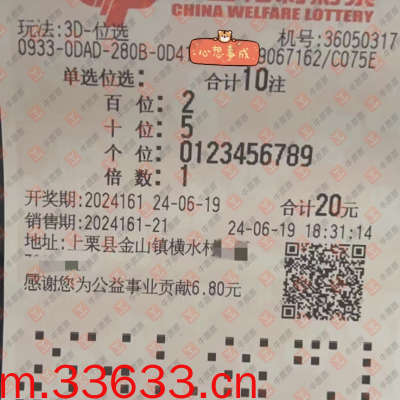 CHINA WELFARE LOTTERY
玩法:3D-位选 机号:36050317
0933-0DAD-280B-0D4 9067162/C075E
心想事成
单选位选: 合计10注
百 位: 2
十 位: 5
个 位: 0123456789
倍 数: 1
开奖期:2024161 24-06-19 合计20元
销售期:2024161-21 24-06-19 18:31:14
地址:上栗县金山镇横水村
感谢您为公益事业贡献6.80元
m.33633.cn